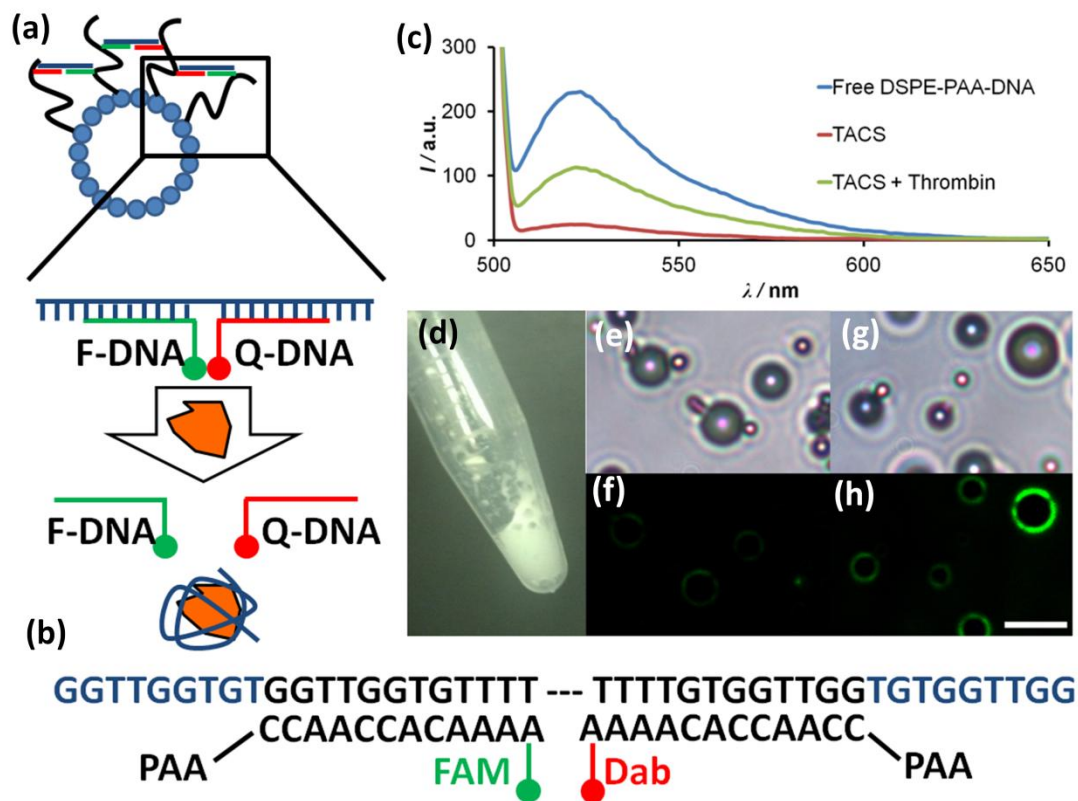 (a)
F-DNA Q-DNA
F-DNA Q-DNA
(c)
300
200
100
0
I / a.u.
500 550 600 650
λ / nm
Free DSPE-PAA-DNA
TACS
TACS + Thrombin
(d)
(e)
(g)
(f)
(h)
(b)
GGTTGGTGTGGTTGGTGTTTT --- TTTTGTGGTTGGTGTGGTTGG
CCAACCACAAAA AAAACACCAACC
PAA FAM Dab PAA